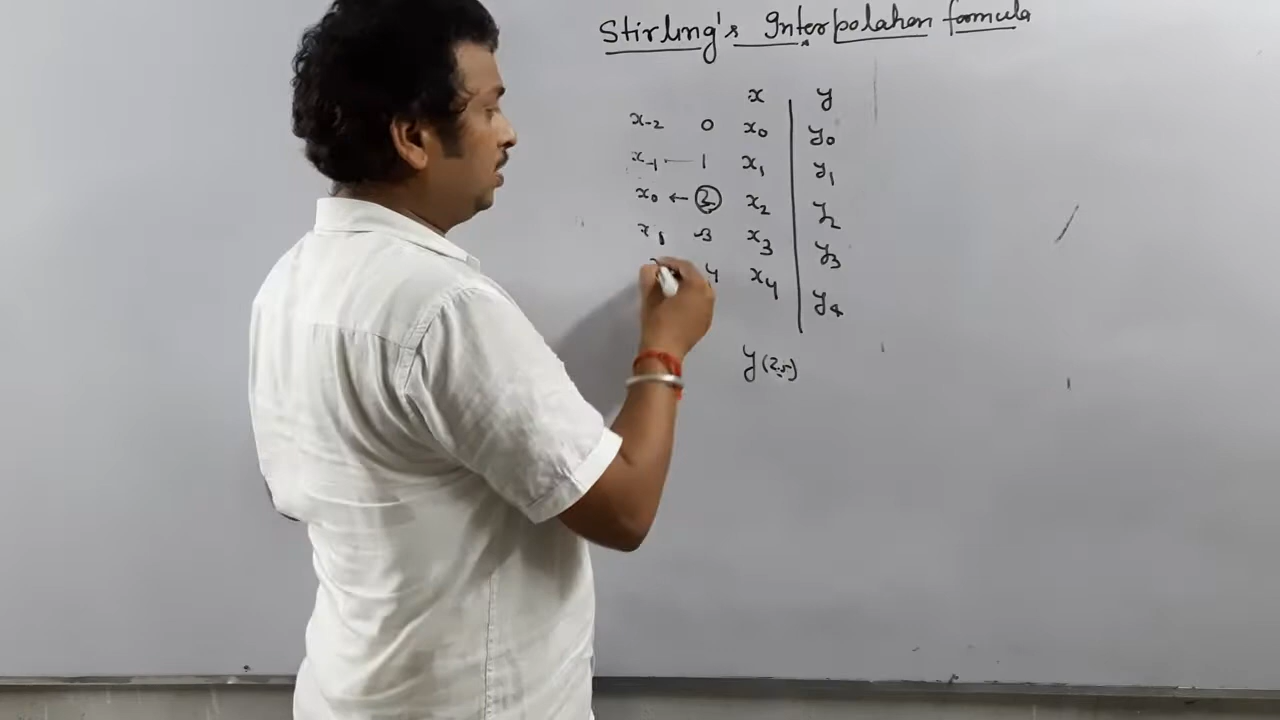 Stirling's Interpolation formula
x y
x-2 0 x0 y0
x-1 1 x1 y1
x0 ← 2 x2 y2
x1 3 x3 y3
4 x4 y4
y(2.5)